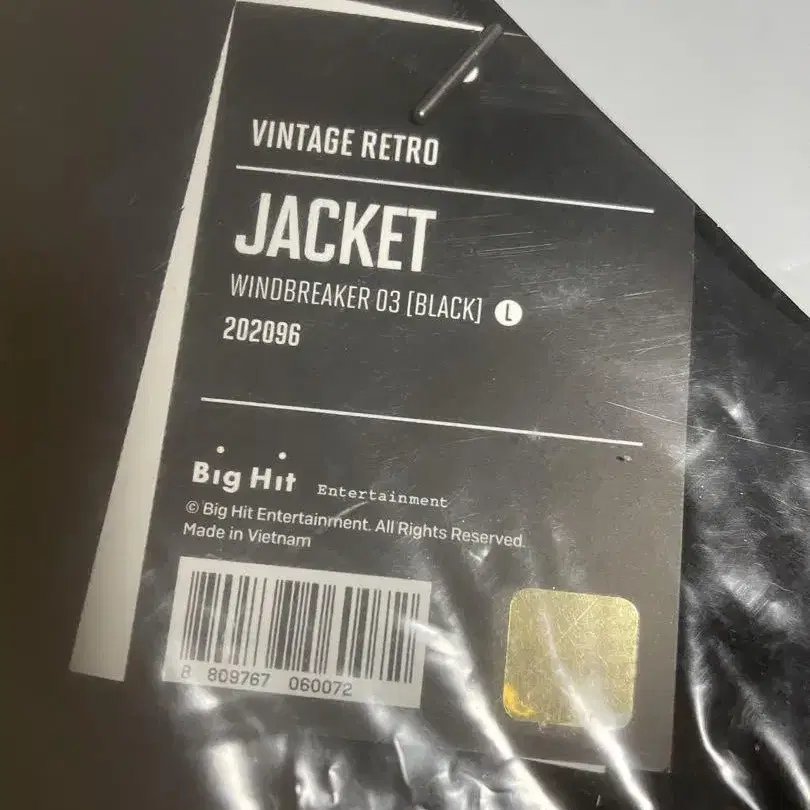 VINTAGE RETRO
JACKET
WINDBREAKER 03 [BLACK] L
202096
Big Hit Entertainment
© Big Hit Entertainment. All Rights Reserved.
Made in Vietnam
8 809767 060072